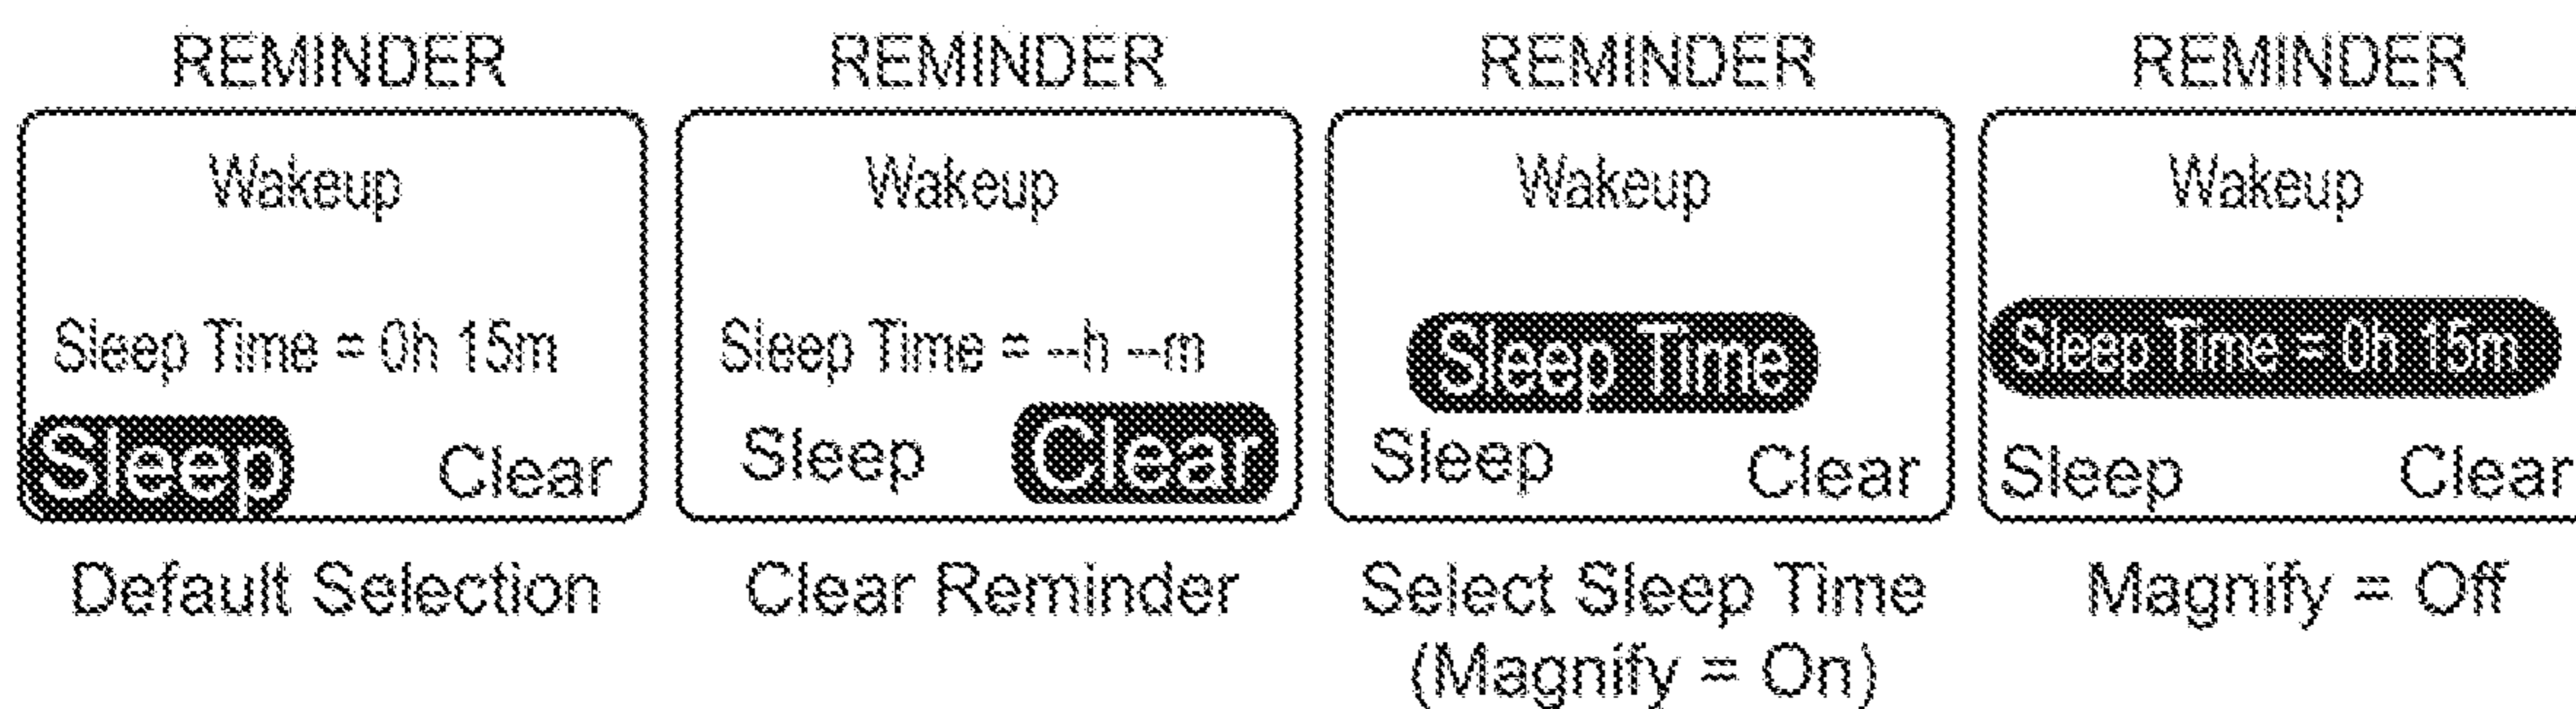 REMINDER
Wakeup
Sleep Time = 0h 15m
Sleep Clear
Default Selection
REMINDER
Wakeup
Sleep Time = --h --m
Sleep Clear
Clear Reminder
REMINDER
Wakeup
Sleep Time
Sleep Clear
Select Sleep Time
(Magnify = On)
REMINDER
Wakeup
Sleep Time = 0h 15m
Sleep Clear
Magnify = Off